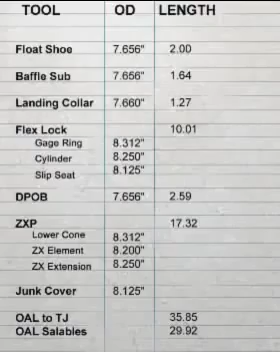 TOOL OD LENGTH
Float Shoe 7.656" 2.00
Baffle Sub 7.656" 1.64
Landing Collar 7.660" 1.27
Flex Lock 10.01
Gage Ring 8.312"
Cylinder 8.250"
Slip Seat 8.125"
DPOB 7.656" 2.59
ZXP 17.32
Lower Cone 8.312"
ZX Element 8.200"
ZX Extension 8.250"
Junk Cover 8.125"
OAL to TJ 35.85
OAL Salables 29.92